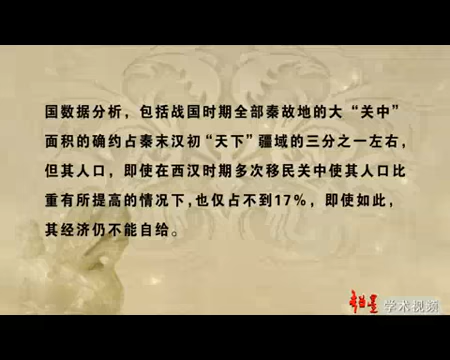 国数据分析，包括战国时期全部秦故地的大“关中”
面积的确约占秦末汉初“天下”疆域的三分之一左右，
但其人口，即使在西汉时期多次移民关中使其人口比
重有所提高的情况下,也仅占不到17%，即使如此，
其经济仍不能自给。
超星 学术视频